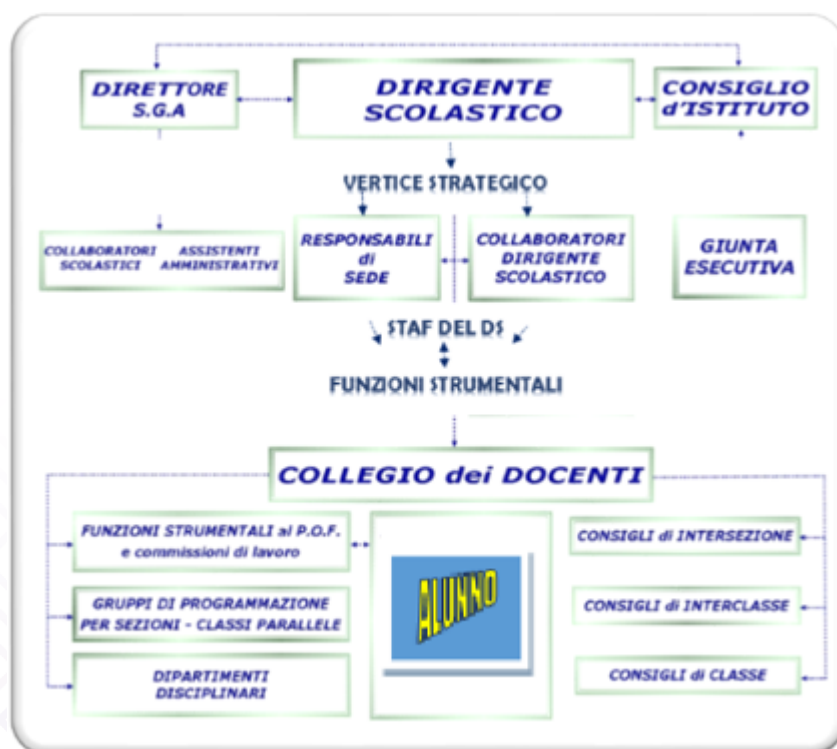 DIRETTORE
S.G.A
DIRIGENTE
SCOLASTICO
CONSIGLIO
d'ISTITUTO
VERTICE STRATEGICO
COLLABORATORI ASSISTENTI
SCOLASTICI AMMINISTRATIVI
RESPONSABILI
di
SEDE
COLLABORATORI
DIRIGENTE
SCOLASTICO
GIUNTA
ESECUTIVA
STAF DEL DS
FUNZIONI STRUMENTALI
COLLEGIO dei DOCENTI
FUNZIONI STRUMENTALI al P.O.F.
e commissioni di lavoro
GRUPPI DI PROGRAMMAZIONE
PER SEZIONI - CLASSI PARALLELE
DIPARTIMENTI
DISCIPLINARI
ALUNNO
CONSIGLI di INTERSEZIONE
CONSIGLI di INTERCLASSE
CONSIGLI di CLASSE